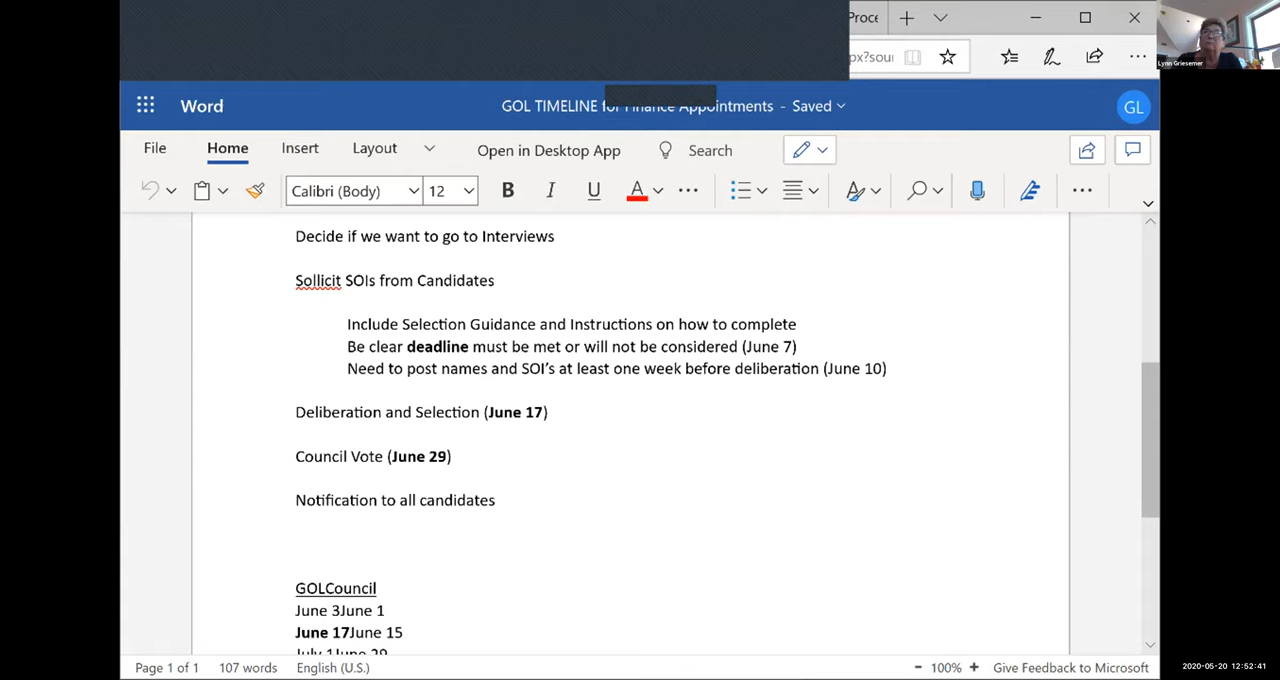 Proce
px?sou
Lynn Griesemer
Word
GOL TIMELINE for Finance Appointments - Saved
GL
File
Home
Insert
Layout
Open in Desktop App
Search
Calibri (Body)
12
B
I
U
A
Decide if we want to go to Interviews
Sollicit SOIs from Candidates
Include Selection Guidance and Instructions on how to complete
Be clear deadline must be met or will not be considered (June 7)
Need to post names and SOI's at least one week before deliberation (June 10)
Deliberation and Selection (June 17)
Council Vote (June 29)
Notification to all candidates
GOLCouncil
June 3June 1
June 17June 15
July 1June 29
Page 1 of 1
107 words
English (U.S.)
- 100% +
Give Feedback to Microsoft
2020-05-20 12:52:41